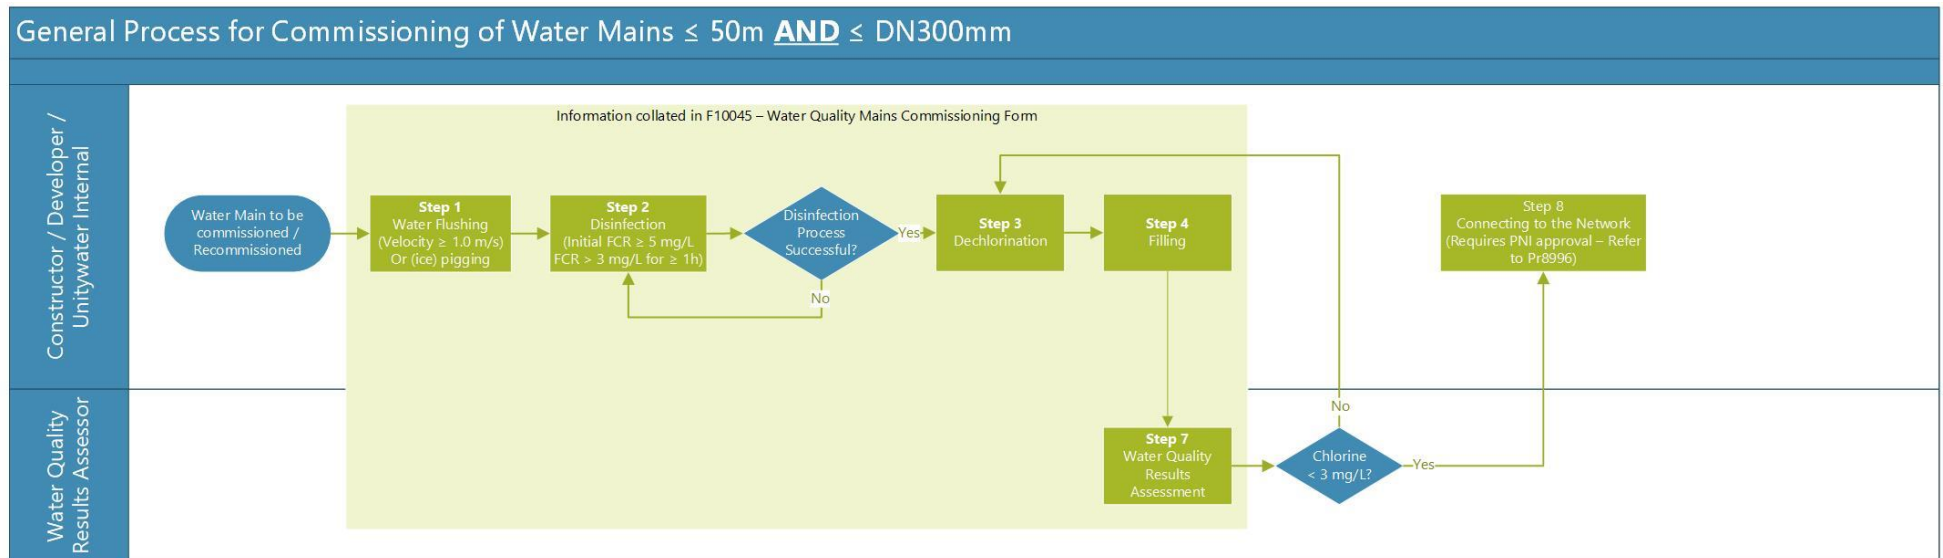 General Process for Commissioning of Water Mains ≤ 50m AND ≤ DN300mm
Constructor / Developer /
Unitywater Internal
Information collated in F10045 – Water Quality Mains Commissioning Form
Water Main to be
commissioned /
Recommissioned
Step 1
Water Flushing
(Velocity ≥ 1.0 m/s)
Or (ice) pigging
Step 2
Disinfection
(Initial FCR ≥ 5 mg/L
FCR > 3 mg/L for ≥ 1h)
Disinfection
Process
Successful?
Yes
No
Step 3
Dechlorination
Step 4
Filling
Step 8
Connecting to the Network
(Requires PNI approval – Refer
to Pr8996)
Water Quality
Results Assessor
Step 7
Water Quality
Results
Assessment
Chlorine
< 3 mg/L?
No
Yes